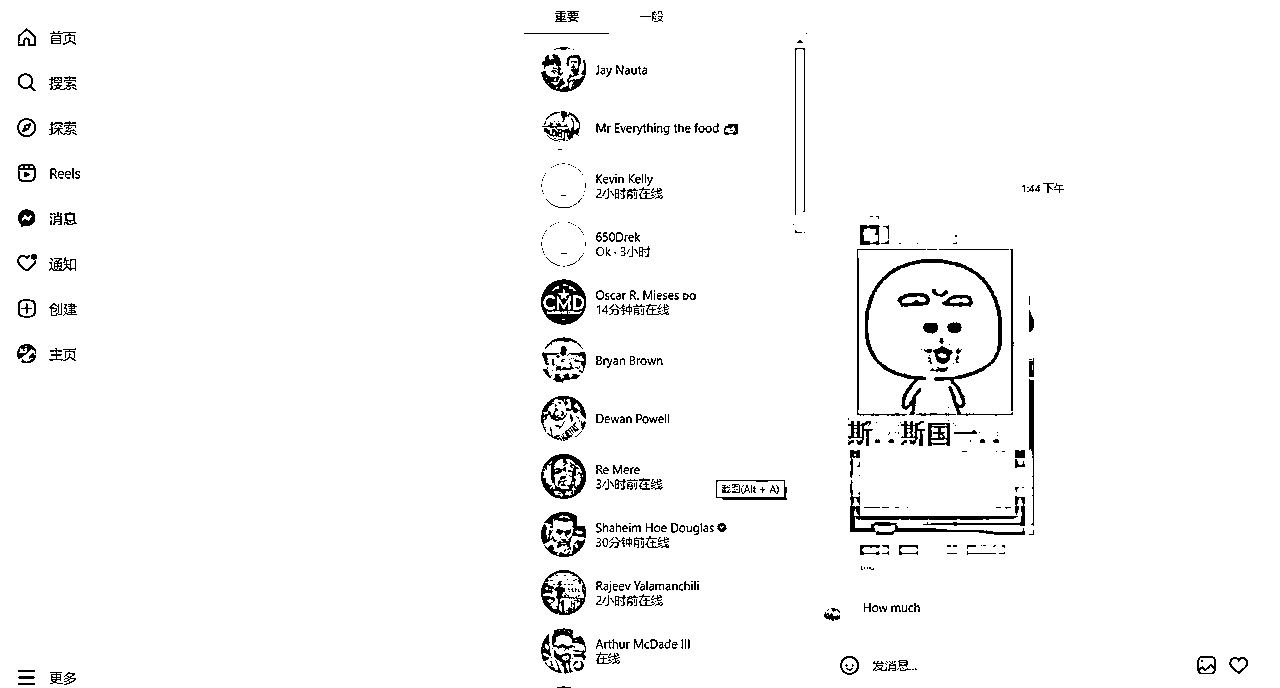 首页
搜索
探索
Reels
消息
通知
创建
主页
更多
重要
一般
Jay Nauta
Mr Everything the food
Kevin Kelly
2小时前在线
650Drek
Ok · 3小时
Oscar R. Mieses DO
14分钟前在线
Bryan Brown
Dewan Powell
Re Mere
3小时前在线
截图(Alt + A)
Shaheim Hoe Douglas
30分钟前在线
Rajeev Yalamanchili
2小时前在线
Arthur McDade III
在线
1:44 下午
斯..斯国一..
How much
发消息...